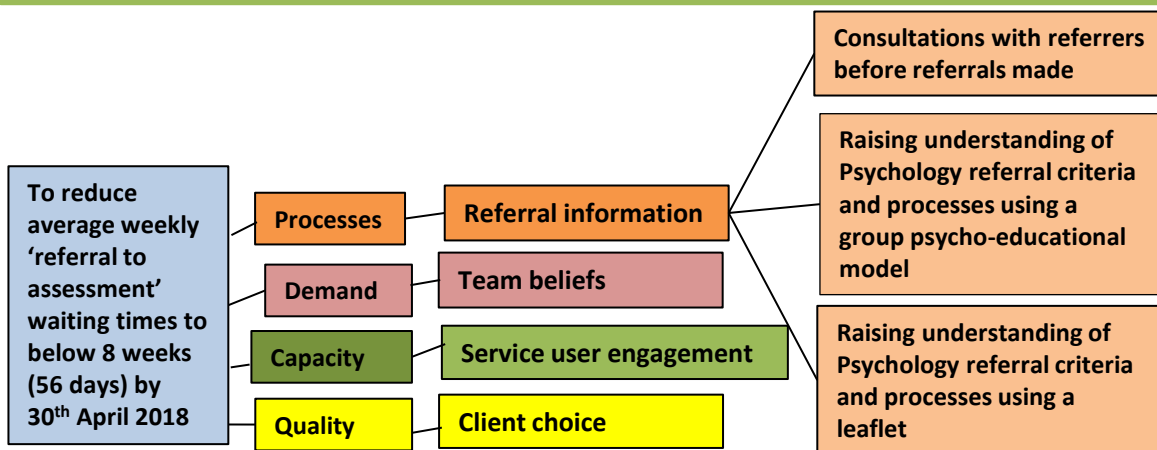 To reduce
average weekly
‘referral to
assessment’
waiting times to
below 8 weeks
(56 days) by
30th April 2018
Processes
Demand
Capacity
Quality
Referral information
Team beliefs
Service user engagement
Client choice
Consultations with referrers
before referrals made
Raising understanding of
Psychology referral criteria
and processes using a
group psycho-educational
model
Raising understanding of
Psychology referral criteria
and processes using a
leaflet